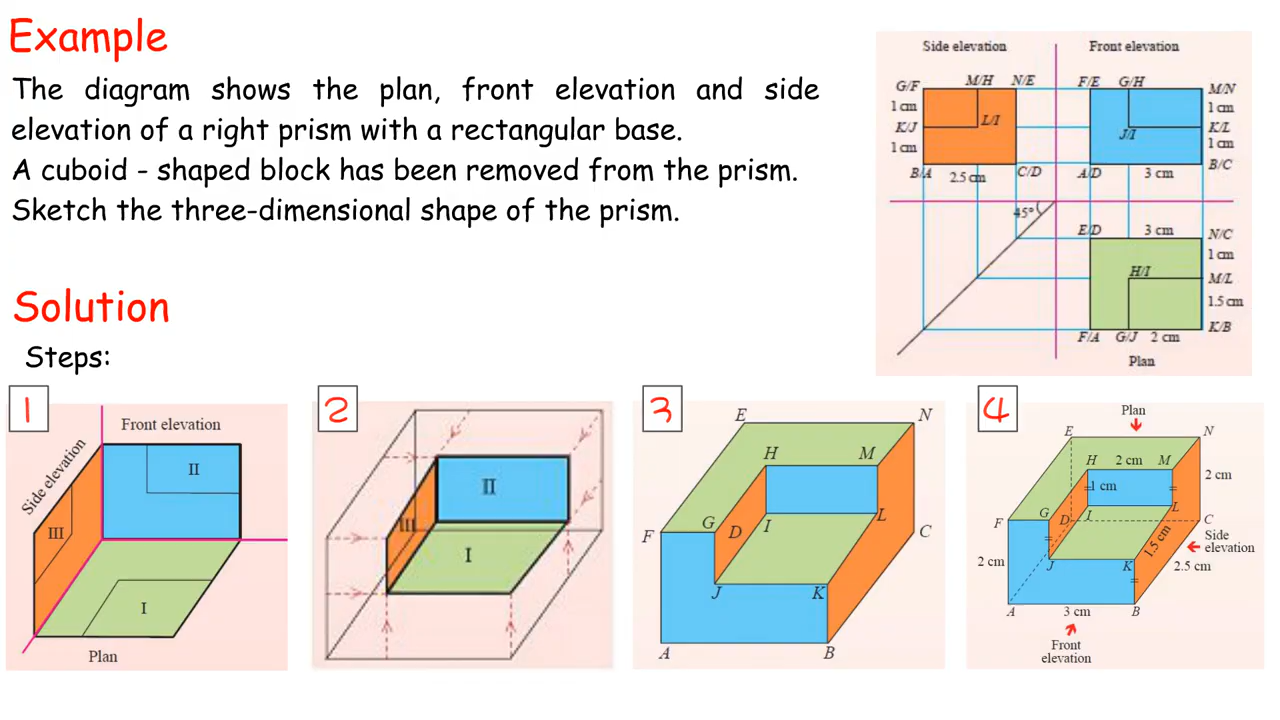 Example
The diagram shows the plan, front elevation and side
elevation of a right prism with a rectangular base.
A cuboid - shaped block has been removed from the prism.
Sketch the three-dimensional shape of the prism.
Side elevation
Front elevation
G/F M/H N/E
1 cm
K/J L/I
1 cm
B/A 2.5 cm C/D
F/E G/H M/N
1 cm
J/I K/L
1 cm
A/D 3 cm B/C
45°
E/D 3 cm N/C
1 cm
H/I M/L
1.5 cm
F/A G/J 2 cm K/B
Plan
Solution
Steps:
1
Front elevation
Side elevation
II
III
I
Plan
2
II
III
I
3
E N
H M
F G D I L C
J K
A B
4
Plan
E N
H 2 cm M
1 cm 2 cm
G L
F D I C
Side
elevation
1.5 cm
2 cm J K 2.5 cm
A 3 cm B
Front
elevation